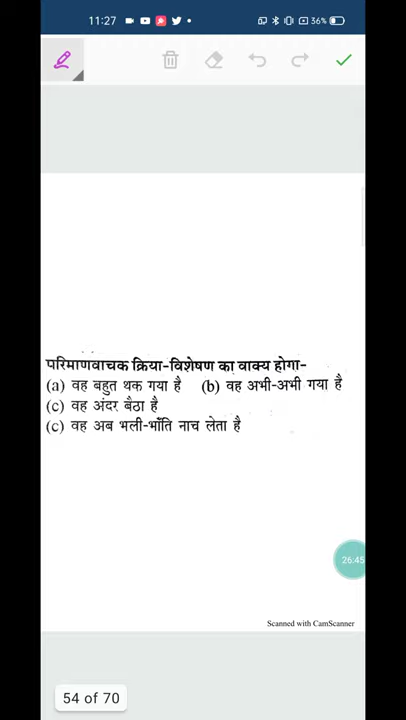 11:27
36%
परिमाणवाचक क्रिया-विशेषण का वाक्य होगा-
(a) वह बहुत थक गया है (b) वह अभी-अभी गया है
(c) वह अंदर बैठा है
(c) वह अब भली-भाँति नाच लेता है
26:45
Scanned with CamScanner
54 of 70